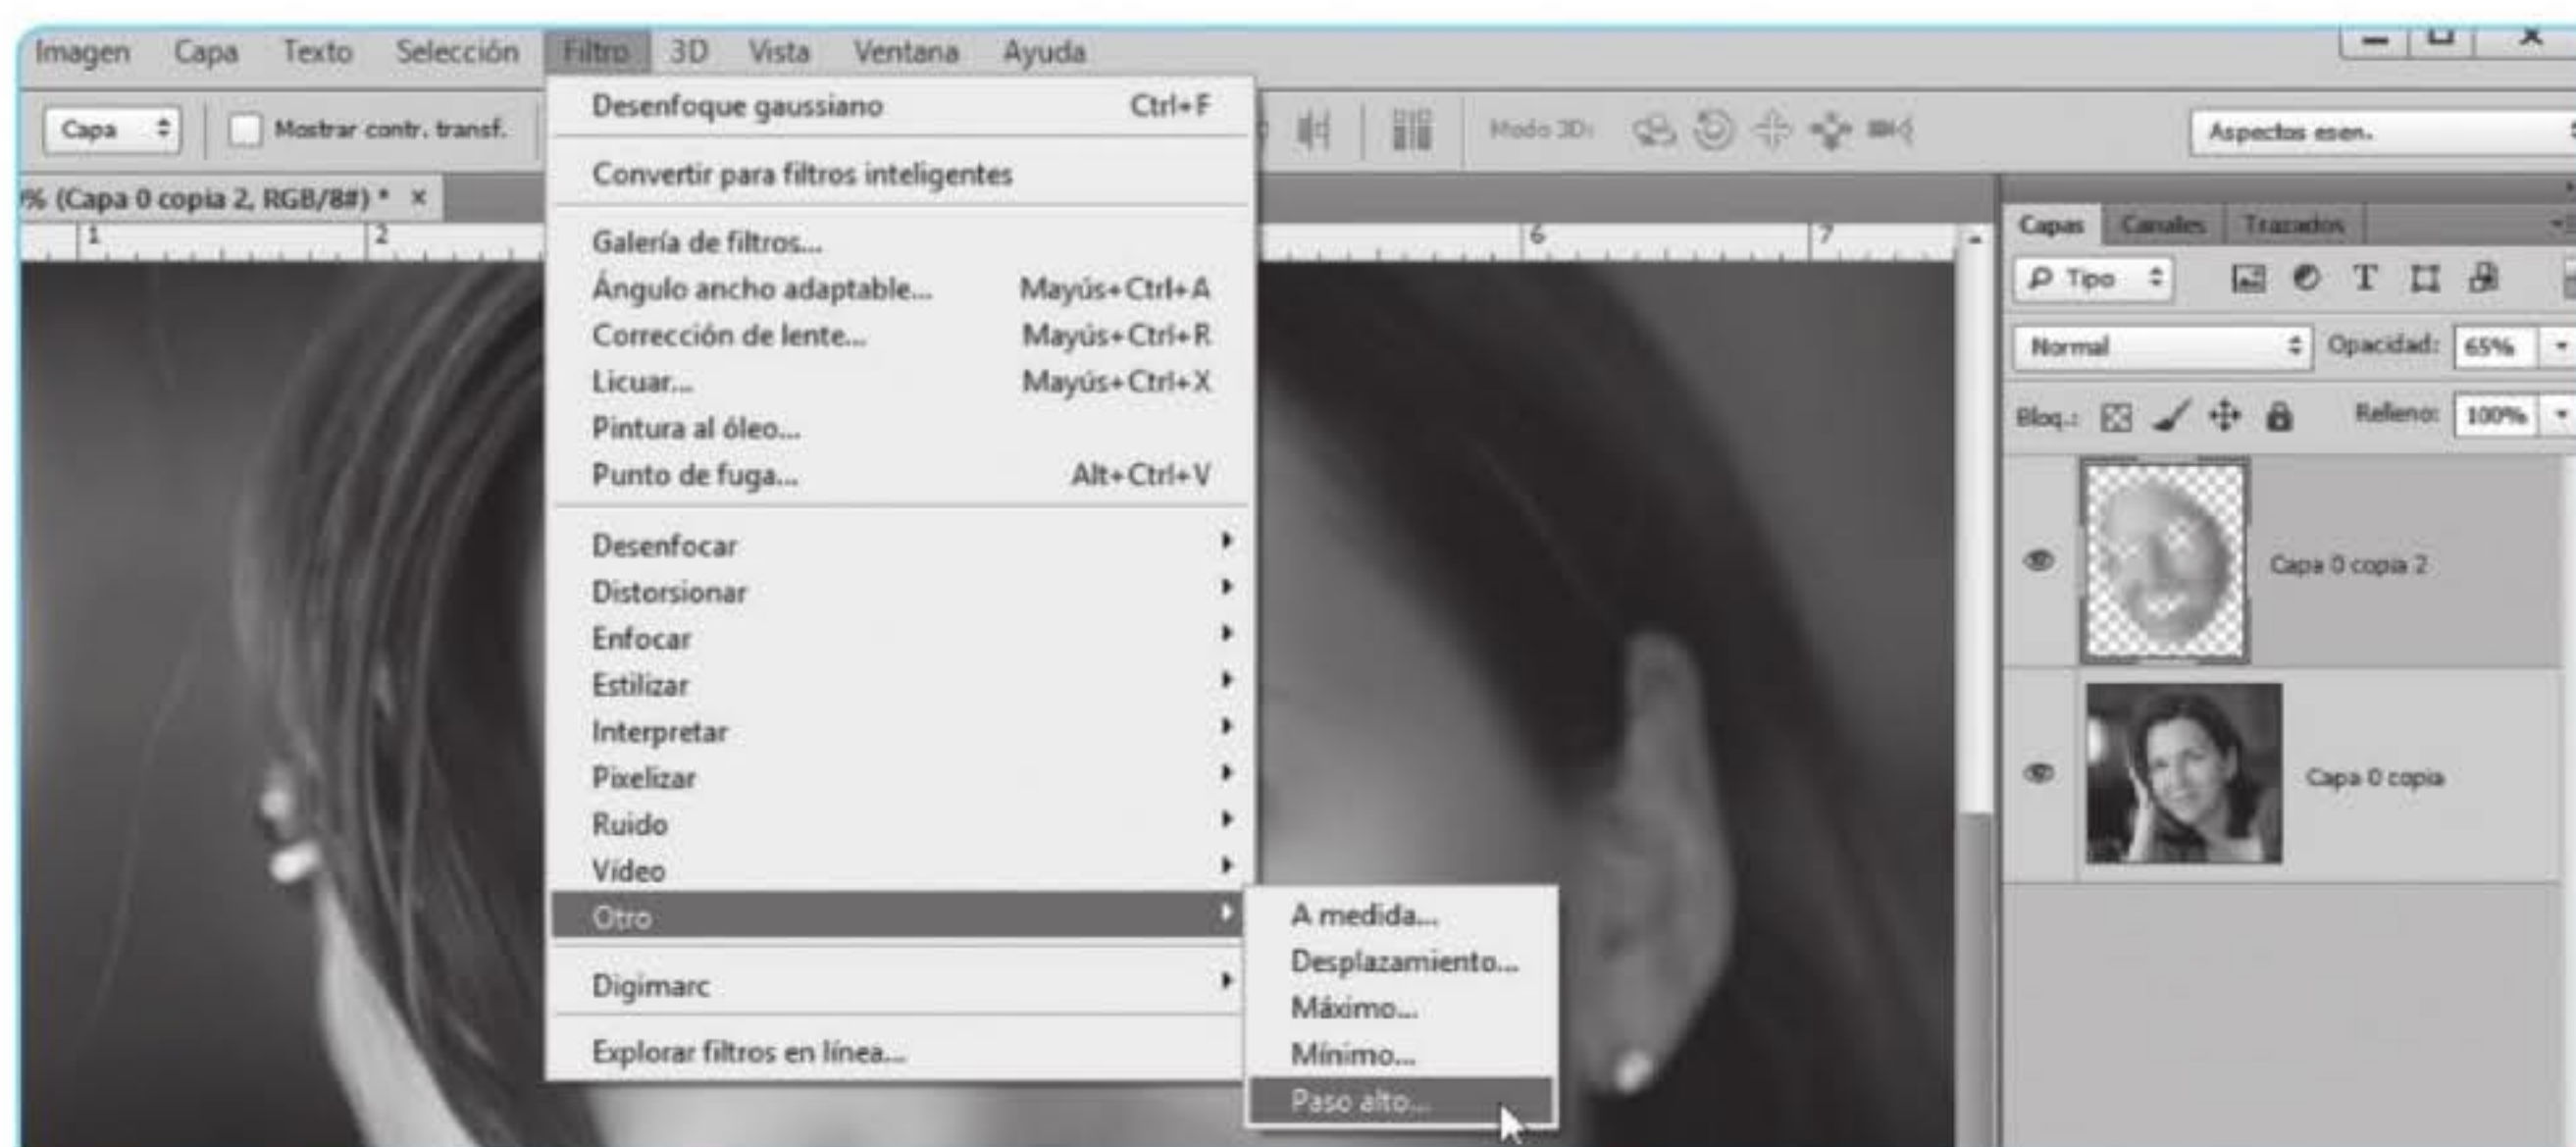 Imagen Capa Texto Selección Filtro 3D Vista Ventana Ayuda
Capa Mostrar contr. transf. Modo 3D: Aspectos esen.
% (Capa 0 copia 2, RGB/8#) * ×
1 2 6 7
Desenfoque gaussiano Ctrl+F
Convertir para filtros inteligentes
Galería de filtros...
Ángulo ancho adaptable... Mayús+Ctrl+A
Corrección de lente... Mayús+Ctrl+R
Licuar... Mayús+Ctrl+X
Pintura al óleo...
Punto de fuga... Alt+Ctrl+V
Desenfocar
Distorsionar
Enfocar
Estilizar
Interpretar
Pixelizar
Ruido
Vídeo
Otro
Digimarc
Explorar filtros en línea...
A medida...
Desplazamiento...
Máximo...
Mínimo...
Paso alto...
Capas Canales Trazados
Tipo
Normal Opacidad: 65%
Bloq.: Relleno: 100%
Capa 0 copia 2
Capa 0 copia